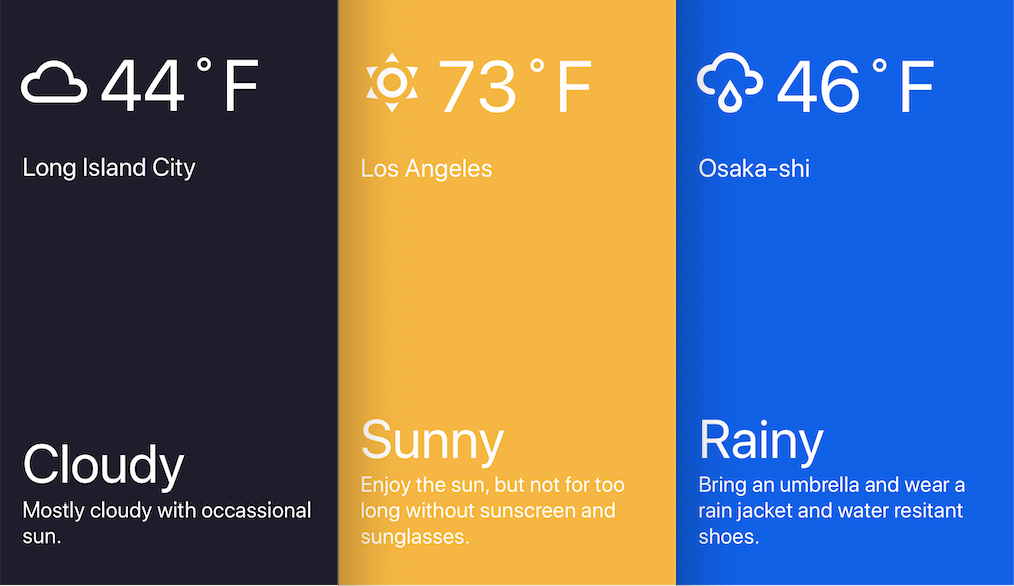 44°F
Long Island City
Cloudy
Mostly cloudy with occassional
sun.
73°F
Los Angeles
Sunny
Enjoy the sun, but not for too
long without sunscreen and
sunglasses.
46°F
Osaka-shi
Rainy
Bring an umbrella and wear a
rain jacket and water resitant
shoes.